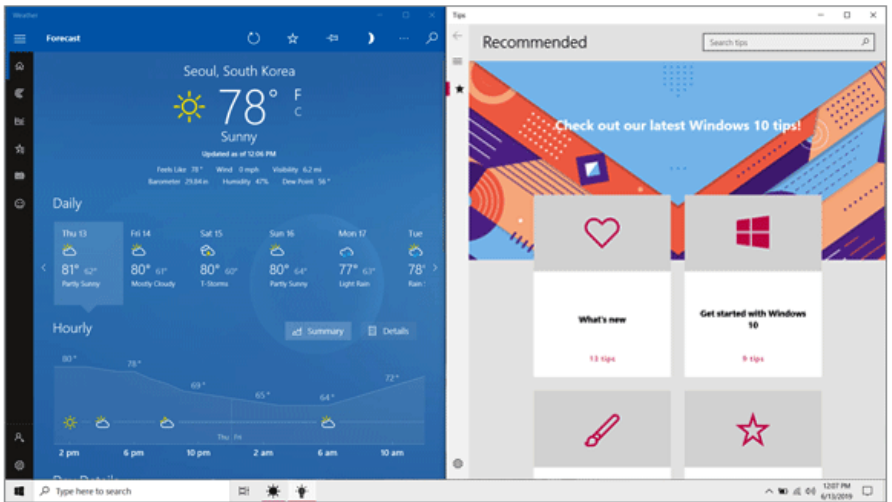 Weather
Forecast
Seoul, South Korea
78° F
C
Sunny
Updated as of 12:06 PM
Feels Like 78° Wind 0 mph Visibility 6.2 mi
Barometer 29.84 in Humidity 47% Dew Point 56°
Daily
Thu 13 Fri 14 Sat 15 Sun 16 Mon 17 Tue
81° 62° 80° 61° 80° 60° 80° 64° 77° 63° 78°
Partly Sunny Mostly Cloudy T-Storms Partly Sunny Light Rain Rain
Hourly
Summary Details
80° 78° 69° 65° 64° 72°
Thu Fri
2 pm 6 pm 10 pm 2 am 6 am 10 am
Day Details
Tips
Recommended
Search tips
Check out our latest Windows 10 tips!
What's new
13 tips
Get started with Windows
10
9 tips
Type here to search
12:07 PM
6/13/2019